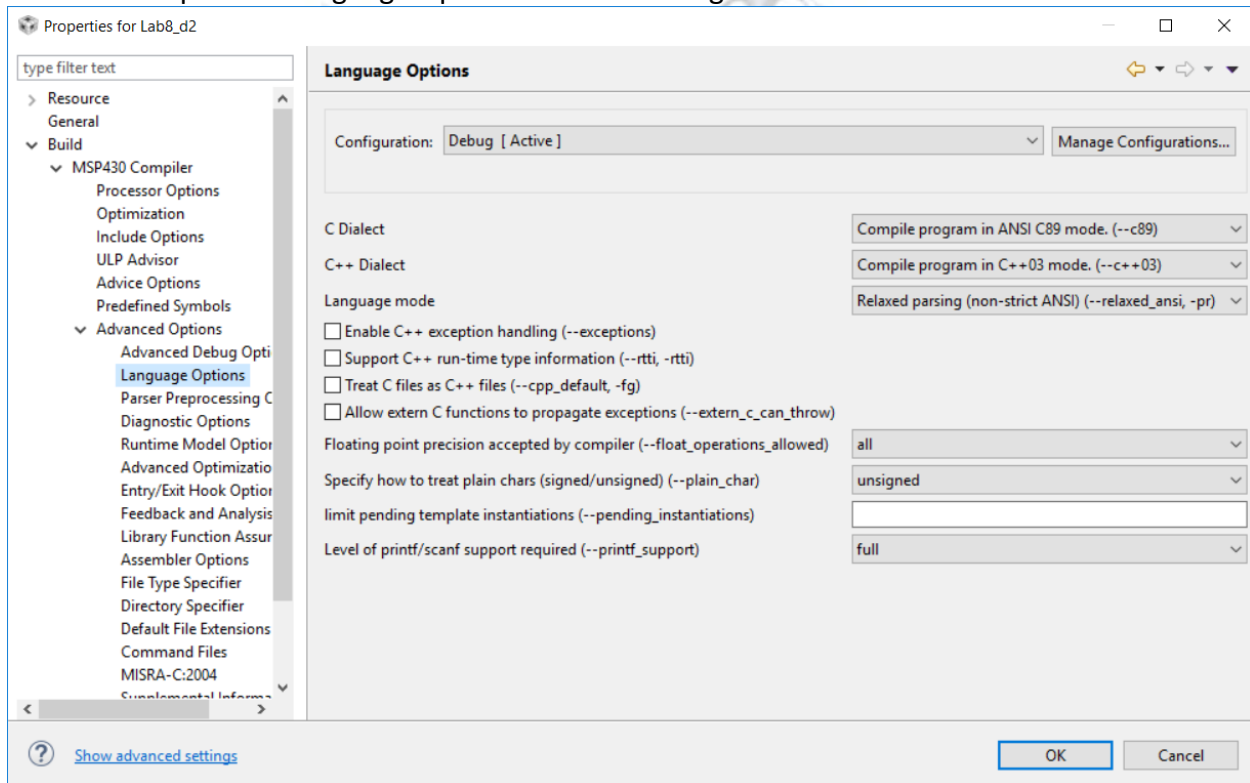 Properties for Lab8_d2
type filter text
Language Options
Resource
General
Build
MSP430 Compiler
Processor Options
Optimization
Include Options
ULP Advisor
Advice Options
Predefined Symbols
Advanced Options
Advanced Debug Opti
Language Options
Parser Preprocessing C
Diagnostic Options
Runtime Model Option
Advanced Optimizatio
Entry/Exit Hook Option
Feedback and Analysis
Library Function Assur
Assembler Options
File Type Specifier
Directory Specifier
Default File Extensions
Command Files
MISRA-C:2004
Configuration: Debug [ Active ] Manage Configurations...
C Dialect Compile program in ANSI C89 mode. (--c89)
C++ Dialect Compile program in C++03 mode. (--c++03)
Language mode Relaxed parsing (non-strict ANSI) (--relaxed_ansi, -pr)
Enable C++ exception handling (--exceptions)
Support C++ run-time type information (--rtti, -rtti)
Treat C files as C++ files (--cpp_default, -fg)
Allow extern C functions to propagate exceptions (--extern_c_can_throw)
Floating point precision accepted by compiler (--float_operations_allowed) all
Specify how to treat plain chars (signed/unsigned) (--plain_char) unsigned
limit pending template instantiations (--pending_instantiations)
Level of printf/scanf support required (--printf_support) full
Show advanced settings
OK Cancel